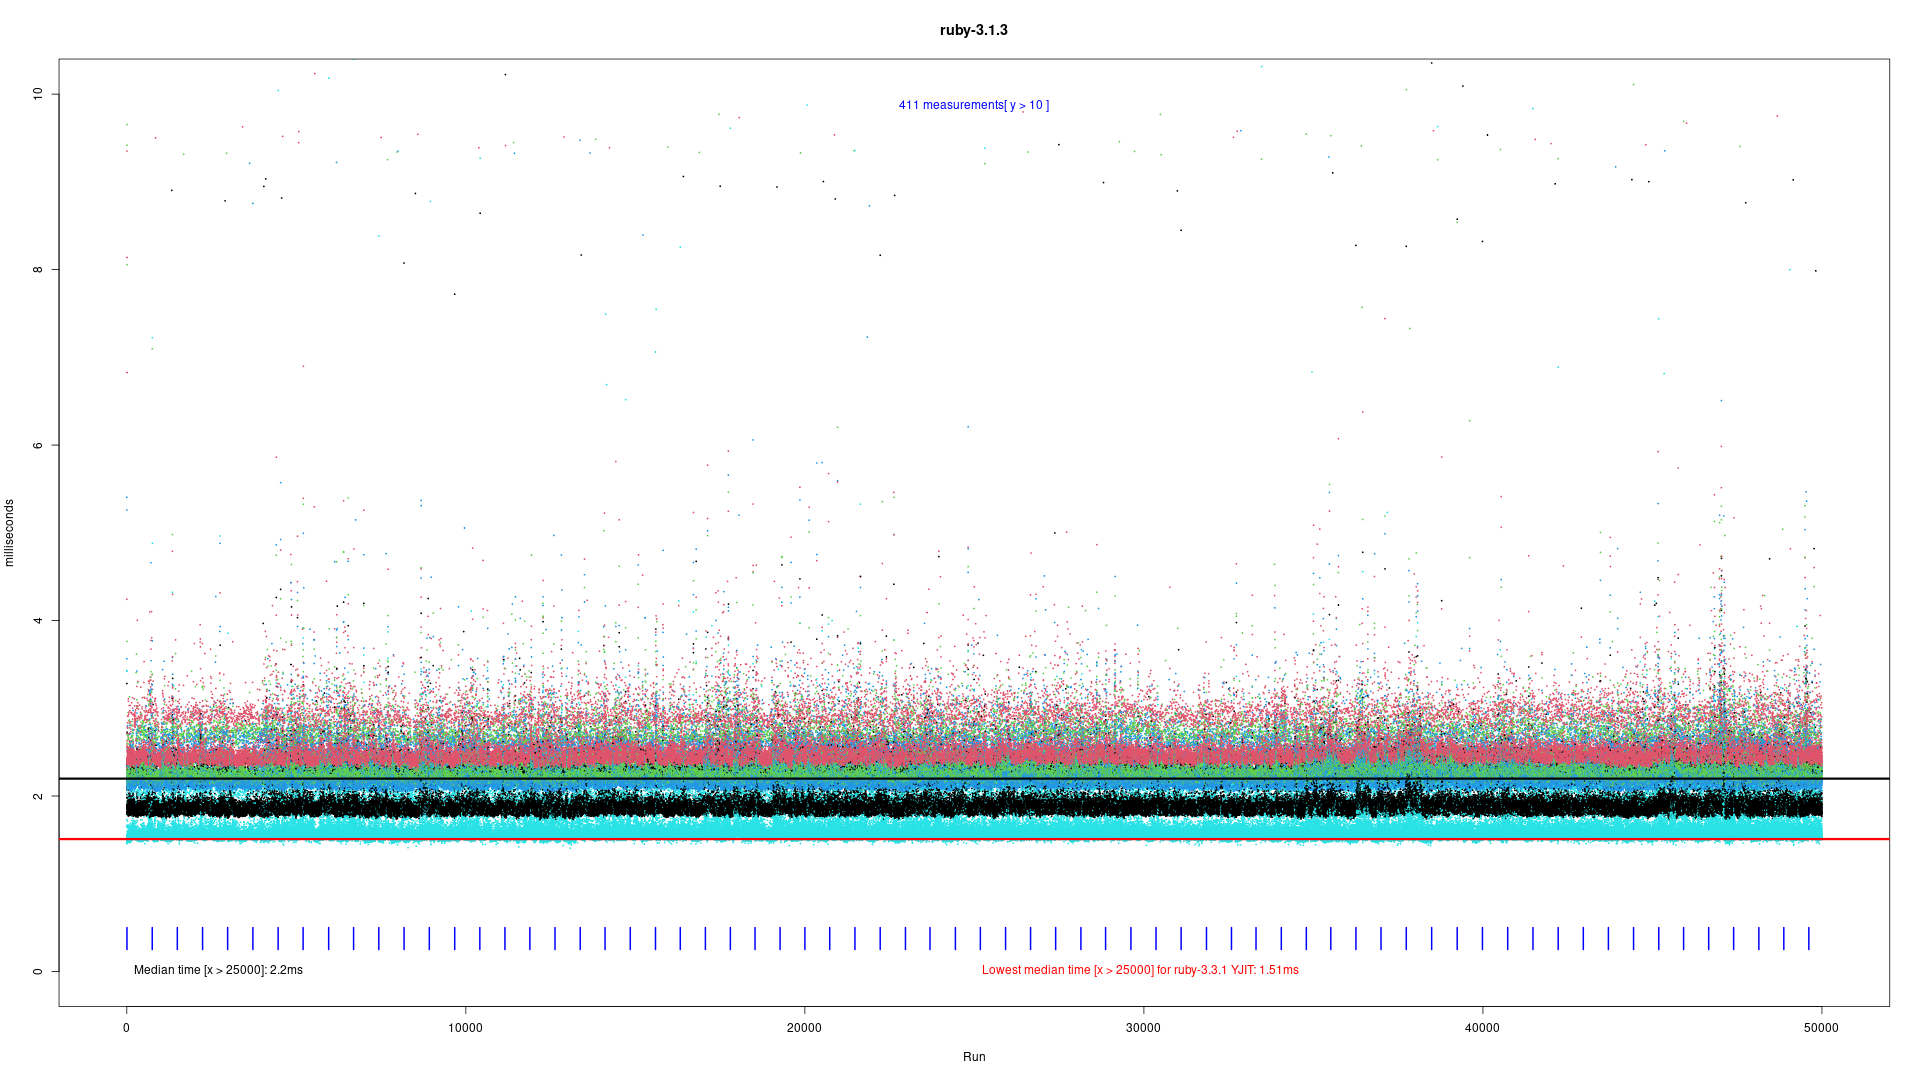 ruby-3.1.3
411 measurements[ y > 10 ]
milliseconds
10
8
6
4
2
0
Median time [x > 25000]: 2.2ms
Lowest median time [x > 25000] for ruby-3.3.1 YJIT: 1.51ms
0 10000 20000 30000 40000 50000
Run